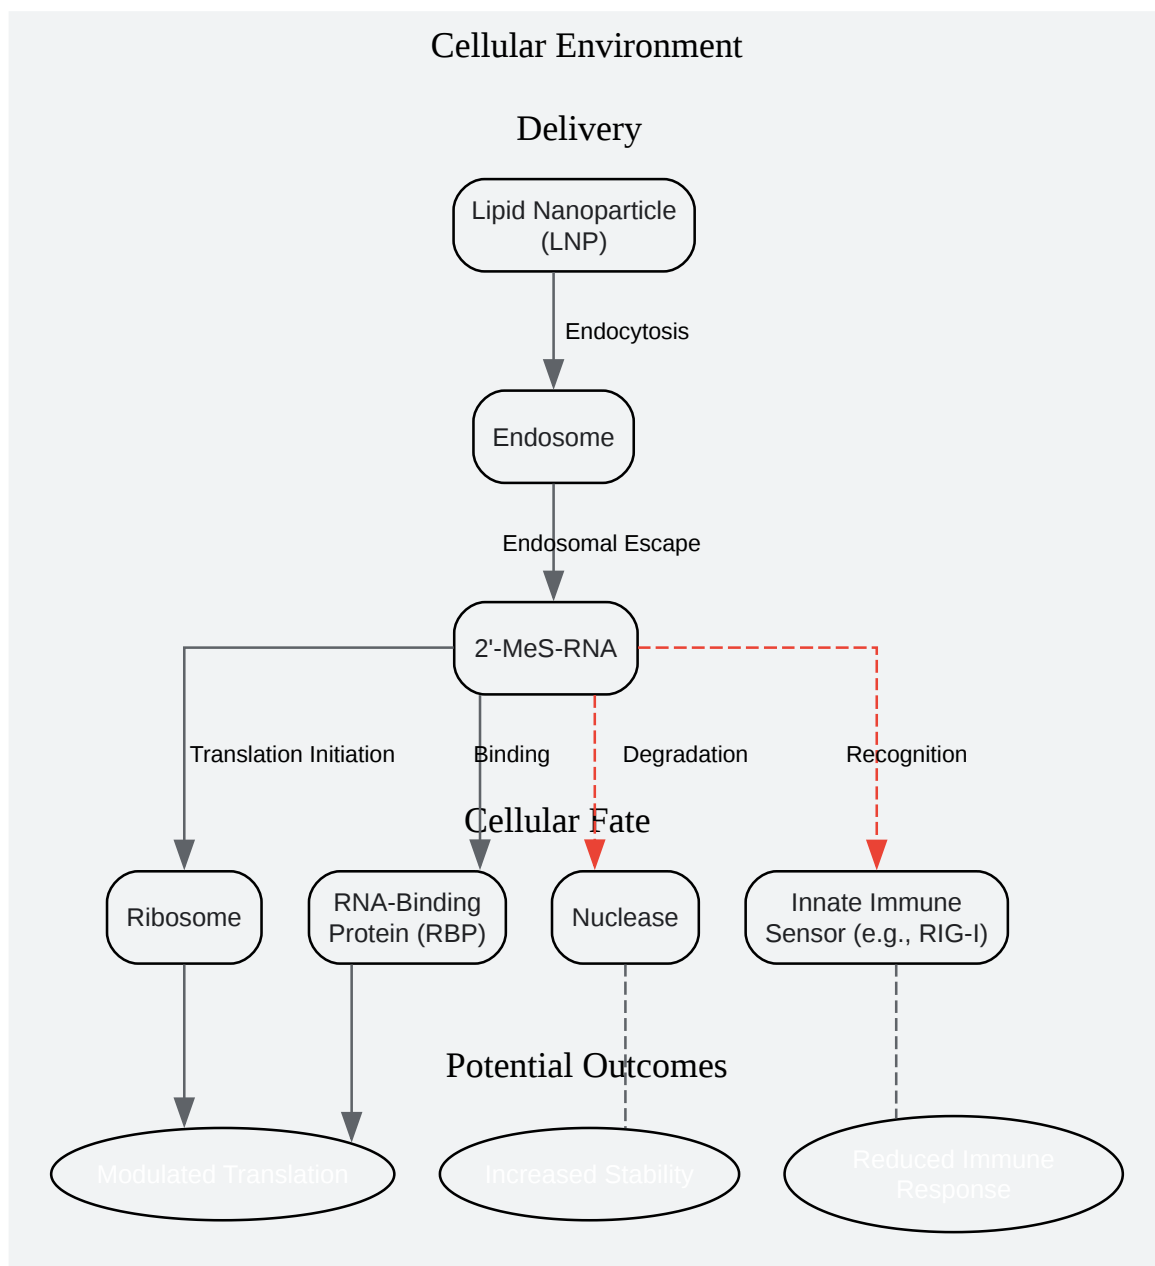 Cellular Environment
Delivery
Lipid Nanoparticle
(LNP)
Endocytosis
Endosome
Endosomal Escape
2'-MeS-RNA
Translation Initiation
Binding
Degradation
Recognition
Cellular Fate
Ribosome
RNA-Binding
Protein (RBP)
Nuclease
Innate Immune
Sensor (e.g., RIG-I)
Potential Outcomes
Modulated Translation
Increased Stability
Reduced Immune
Response